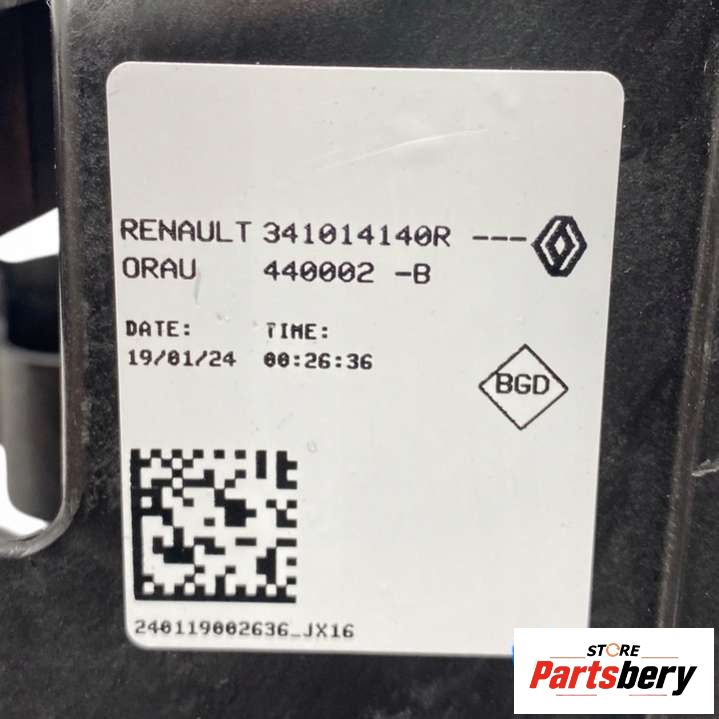 RENAULT 341014140R ---
ORAU 440002 -B
DATE: TIME:
19/01/24 00:26:36
BGD
240119002636_JX16
STORE
Partsbery